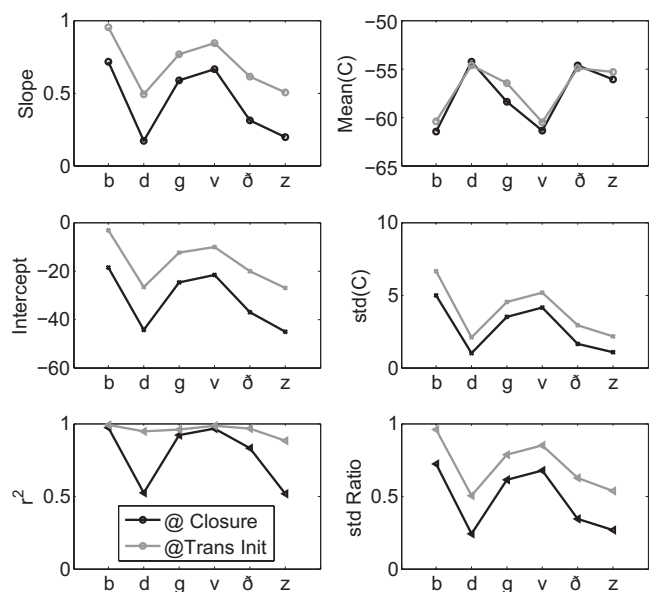 1
0.5
0
Slope
b d g v ð z
−50
−55
−60
−65
Mean(C)
b d g v ð z
0
−20
−40
−60
Intercept
b d g v ð z
10
5
0
std(C)
b d g v ð z
1
0.5
0
r²
@ Closure
@Trans Init
b d g v ð z
1
0.5
0
std Ratio
b d g v ð z